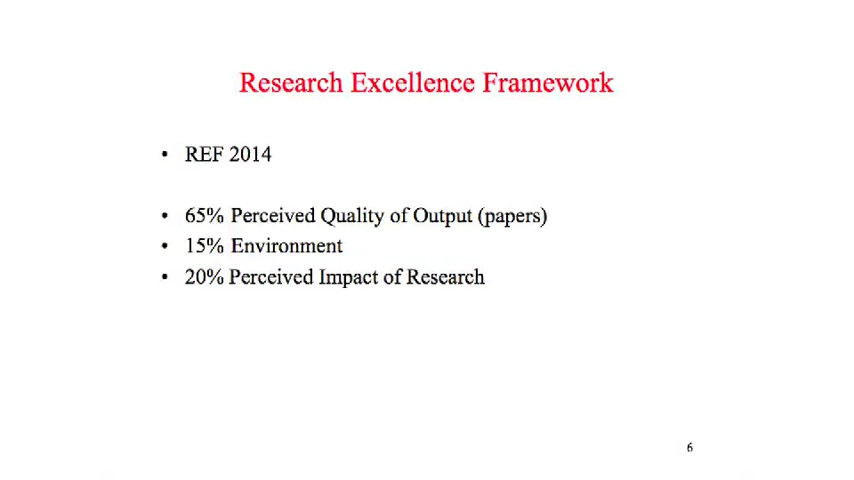 Research Excellence Framework
• REF 2014
• 65% Perceived Quality of Output (papers)
• 15% Environment
• 20% Perceived Impact of Research
6